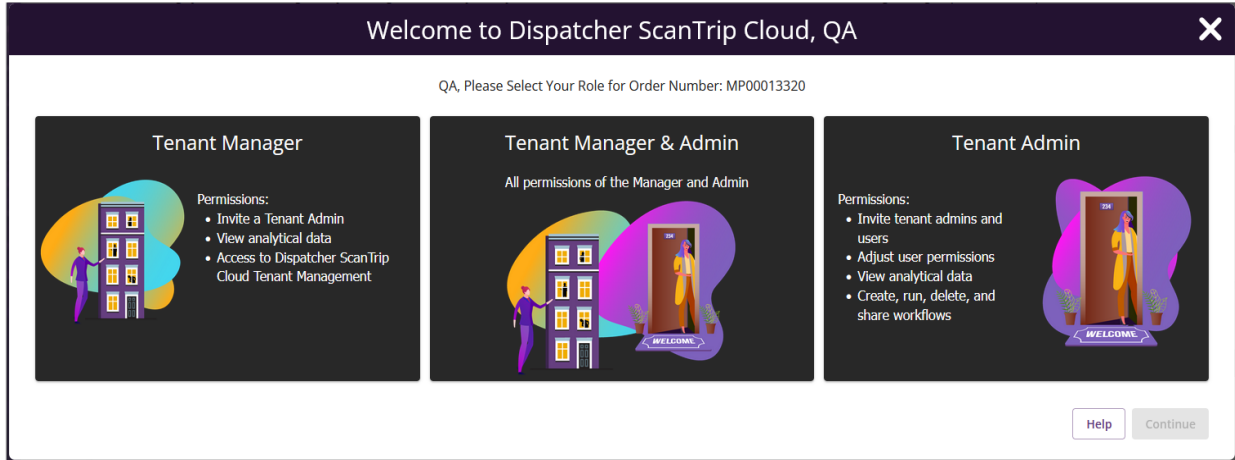 Welcome to Dispatcher ScanTrip Cloud, QA
QA, Please Select Your Role for Order Number: MP00013320
Tenant Manager
Permissions:
• Invite a Tenant Admin
• View analytical data
• Access to Dispatcher ScanTrip
Cloud Tenant Management
Tenant Manager & Admin
All permissions of the Manager and Admin
234
WELCOME
Tenant Admin
Permissions:
• Invite tenant admins and
users
• Adjust user permissions
• View analytical data
• Create, run, delete, and
share workflows
234
WELCOME
Help
Continue